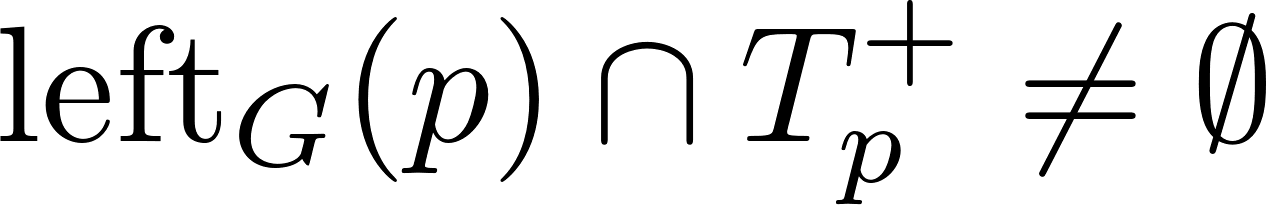 left_G(p) ∩ T_p^+ ≠ ∅